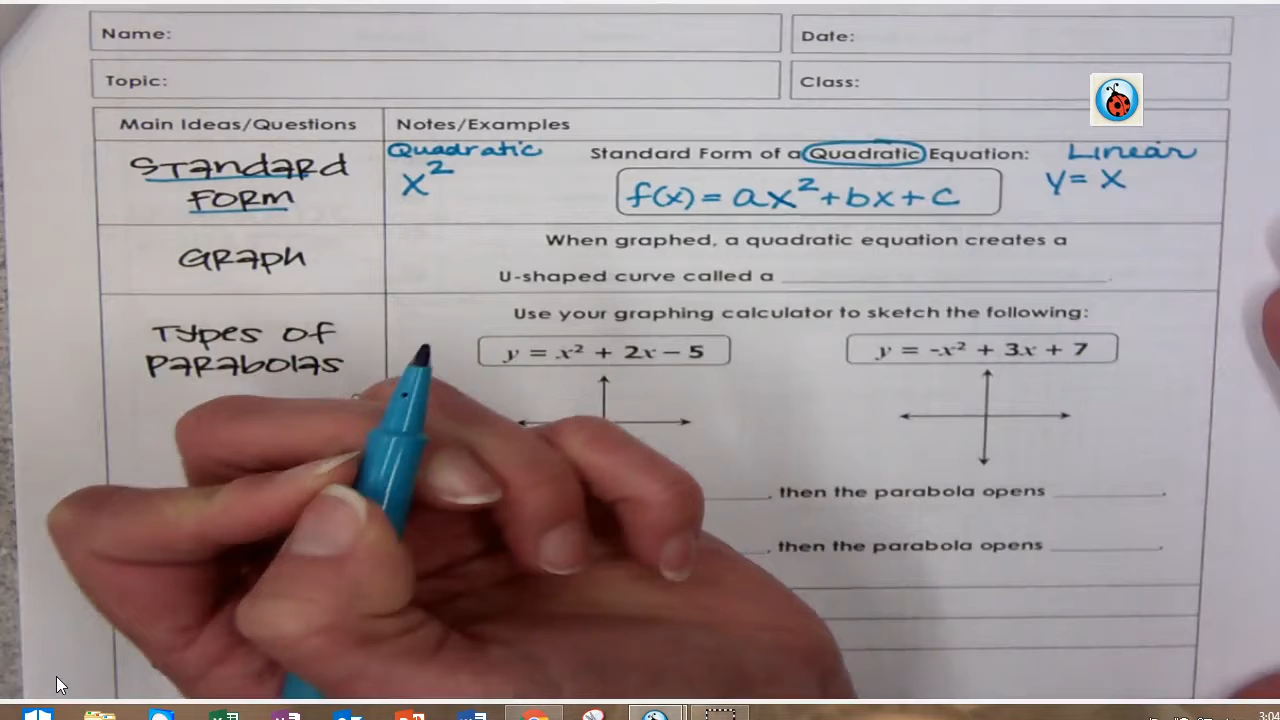 Name:
Date:
Topic:
Class:
Main Ideas/Questions
Notes/Examples
Standard
Form
Quadratic
x²
Standard Form of a Quadratic Equation:
f(x) = ax² + bx + c
Linear
y = x
Graph
When graphed, a quadratic equation creates a
U-shaped curve called a
Types of
Parabolas
Use your graphing calculator to sketch the following:
y = x² + 2x − 5
y = -x² + 3x + 7
, then the parabola opens
, then the parabola opens
3:04